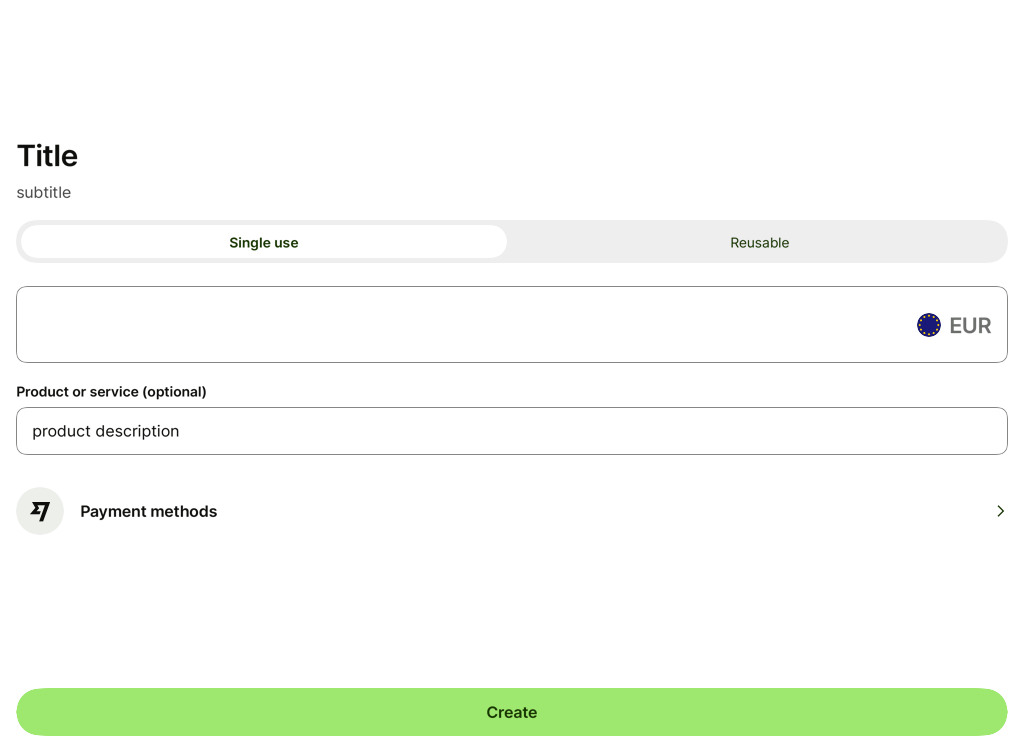 Title
subtitle
Single use
Reusable
EUR
Product or service (optional)
product description
Payment methods
Create